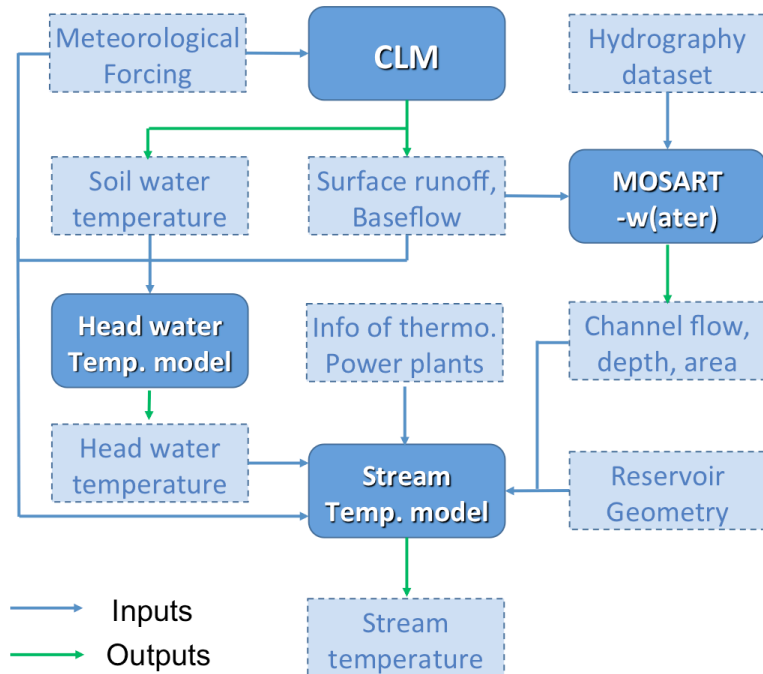 Meteorological
Forcing
CLM
Hydrography
dataset
Soil water
temperature
Surface runoff,
Baseflow
MOSART
-w(ater)
Head water
Temp. model
Info of thermo.
Power plants
Channel flow,
depth, area
Head water
temperature
Stream
Temp. model
Reservoir
Geometry
Inputs
Outputs
Stream
temperature